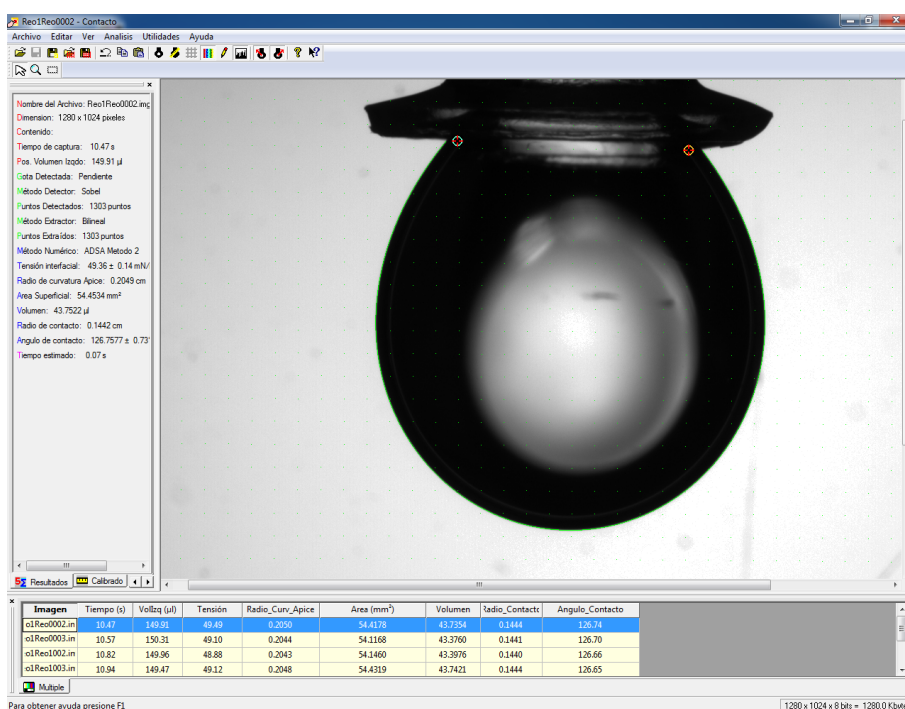 Reo1Reo0002 - Contacto
Archivo Editar Ver Analisis Utilidades Ayuda
Nombre del Archivo: Reo1Reo0002.img
Dimension: 1280 x 1024 pixeles
Contenido:
Tiempo de captura: 10.47 s
Pos. Volumen Izqdo: 149.91 µl
Gota Detectada: Pendiente
Método Detector: Sobel
Puntos Detectados: 1303 puntos
Método Extractor: Bilineal
Puntos Extraídos: 1303 puntos
Método Numérico: ADSA Metodo 2
Tensión interfacial: 49.36 ± 0.14 mN/
Radio de curvatura Apice: 0.2049 cm
Area Superficial: 54.4534 mm²
Volumen: 43.7522 µl
Radio de contacto: 0.1442 cm
Angulo de contacto: 126.7577 ± 0.73°
Tiempo estimado: 0.07 s
Resultados Calibrado
Imagen Tiempo (s) VolIzq (µl) Tensión Radio_Curv_Apice Area (mm²) Volumen Radio_Contacto Angulo_Contacto
o1Reo0002.in 10.47 149.91 49.49 0.2050 54.4178 43.7354 0.1444 126.74
o1Reo0003.in 10.57 150.31 49.10 0.2044 54.1168 43.3760 0.1441 126.70
o1Reo1002.in 10.82 149.96 48.88 0.2043 54.1460 43.3976 0.1440 126.66
o1Reo1003.in 10.94 149.47 49.12 0.2048 54.4319 43.7421 0.1444 126.65
Multiple
Para obtener ayuda presione F1
1280 x 1024 x 8 bits = 1280.0 Kbyte